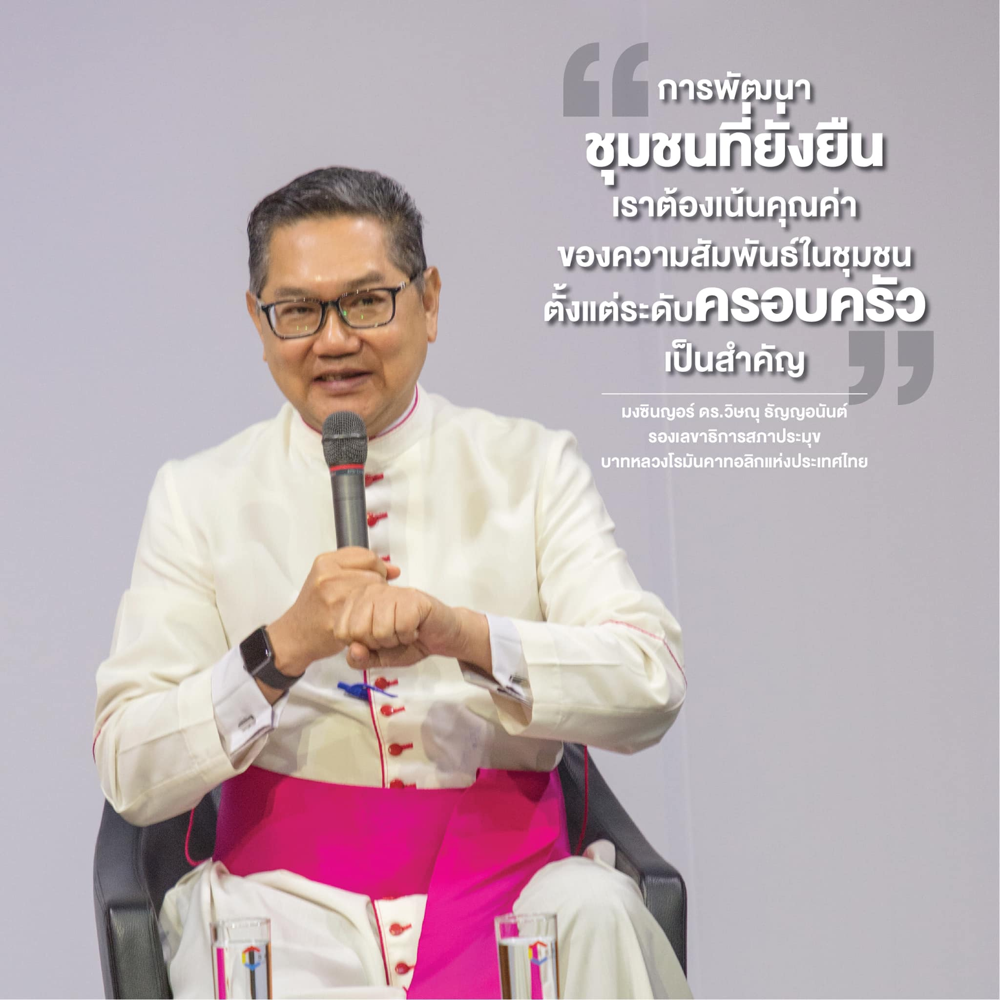 “ การพัฒนา
ชุมชนที่ยั่งยืน
เราต้องเน้นคุณค่า
ของความสัมพันธ์ในชุมชน
ตั้งแต่ระดับครอบครัว
เป็นสำคัญ ”
มงซินญอร์ ดร.วิษณุ ธัญญอนันต์
รองเลขาธิการสภาประมุข
บาทหลวงโรมันคาทอลิกแห่งประเทศไทย